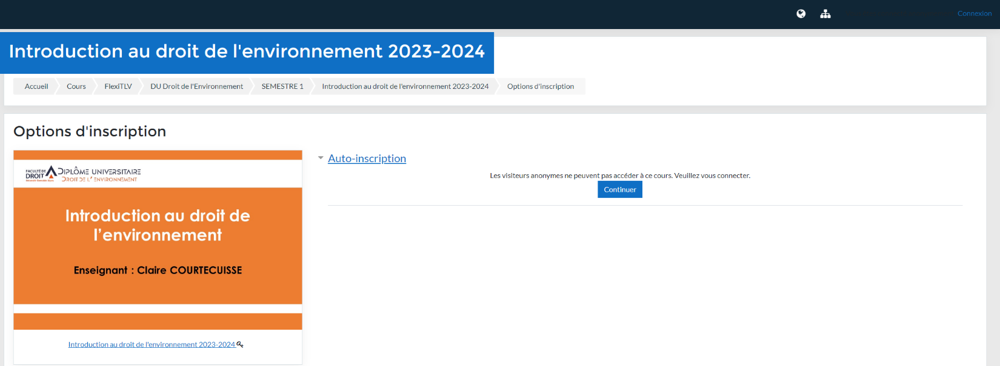 Connexion
Introduction au droit de l'environnement 2023-2024
Accueil
Cours
FlexiTLV
DU Droit de l'Environnement
SEMESTRE 1
Introduction au droit de l'environnement 2023-2024
Options d'inscription
Options d'inscription
FACULTÉ DE
DROIT
Université Grenoble Alpes
DIPLÔME UNIVERSITAIRE
DROIT DE L'ENVIRONNEMENT
Introduction au droit de
l'environnement
Enseignant : Claire COURTECUISSE
Introduction au droit de l'environnement 2023-2024
Auto-inscription
Les visiteurs anonymes ne peuvent pas accéder à ce cours. Veuillez vous connecter.
Continuer